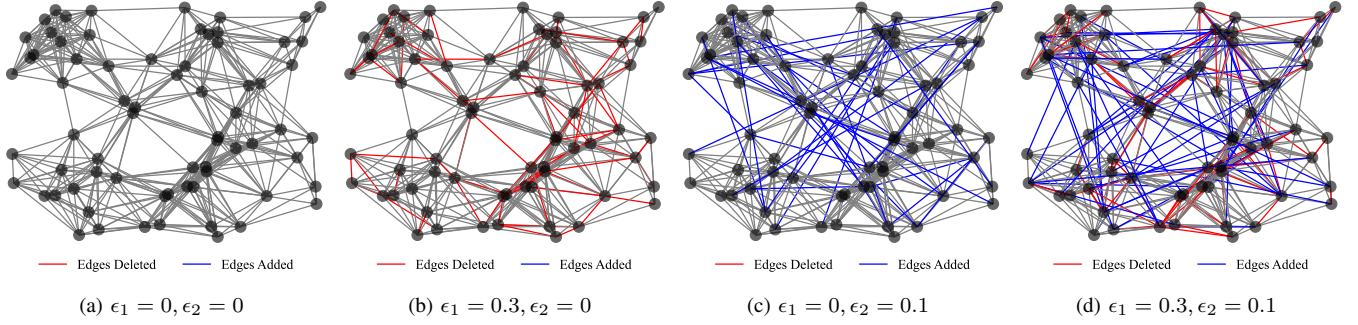 Edges Deleted Edges Added Edges Deleted Edges Added Edges Deleted Edges Added Edges Deleted Edges Added
(a) ϵ₁ = 0, ϵ₂ = 0 (b) ϵ₁ = 0.3, ϵ₂ = 0 (c) ϵ₁ = 0, ϵ₂ = 0.1 (d) ϵ₁ = 0.3, ϵ₂ = 0.1